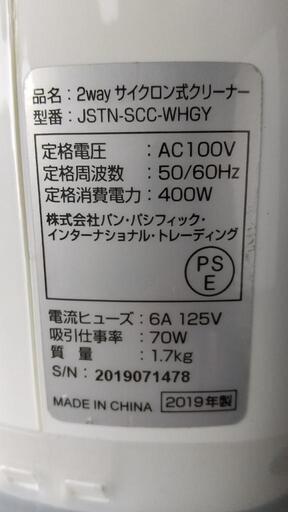 品名：2way サイクロン式クリーナー
型番：JSTN-SCC-WHGY
定格電圧：AC100V
定格周波数：50/60Hz
定格消費電力：400W
株式会社パン・パシフィック・
インターナショナル・トレーディング
PS
E
電流ヒューズ：6A 125V
吸引仕事率：70W
質量：1.7kg
S/N：2019071478
MADE IN CHINA 2019年製